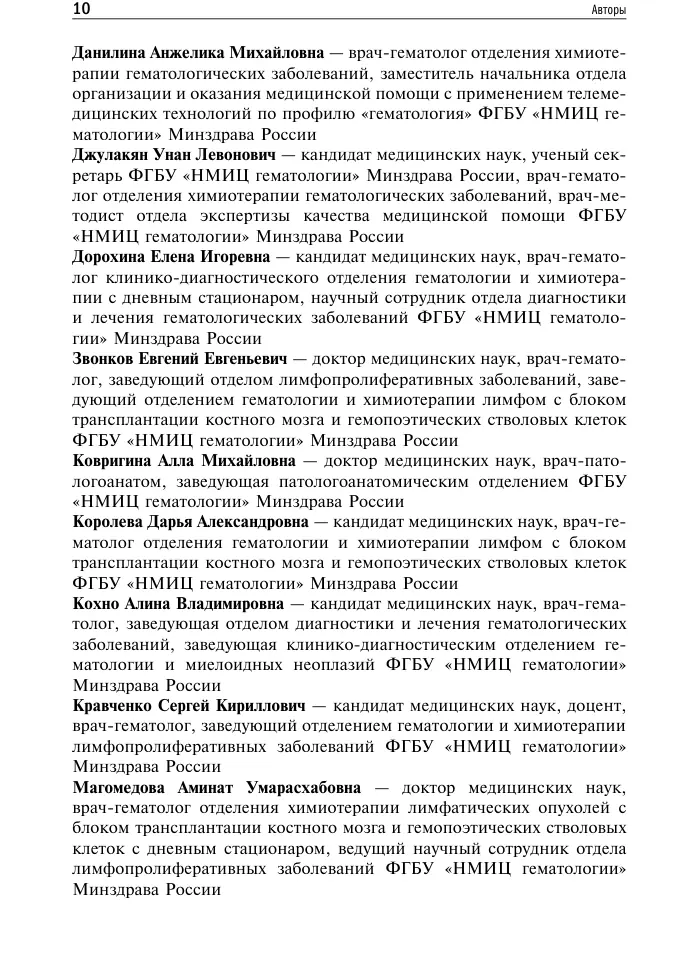 10
Авторы
Данилина Анжелика Михайловна — врач-гематолог отделения химиоте-
рапии гематологических заболеваний, заместитель начальника отдела
организации и оказания медицинской помощи с применением телеме-
дицинских технологий по профилю «гематология» ФГБУ «НМИЦ ге-
матологии» Минздрава России
Джулакян Унан Левонович — кандидат медицинских наук, ученый сек-
ретарь ФГБУ «НМИЦ гематологии» Минздрава России, врач-гемато-
лог отделения химиотерапии гематологических заболеваний, врач-ме-
тодист отдела экспертизы качества медицинской помощи ФГБУ
«НМИЦ гематологии» Минздрава России
Дорохина Елена Игоревна — кандидат медицинских наук, врач-гемато-
лог клинико-диагностического отделения гематологии и химиотера-
пии с дневным стационаром, научный сотрудник отдела диагностики
и лечения гематологических заболеваний ФГБУ «НМИЦ гематоло-
гии» Минздрава России
Звонков Евгений Евгеньевич — доктор медицинских наук, врач-гемато-
лог, заведующий отделом лимфопролиферативных заболеваний, заве-
дующий отделением гематологии и химиотерапии лимфом с блоком
трансплантации костного мозга и гемопоэтических стволовых клеток
ФГБУ «НМИЦ гематологии» Минздрава России
Ковригина Алла Михайловна — доктор медицинских наук, врач-пато-
логоанатом, заведующая патологоанатомическим отделением ФГБУ
«НМИЦ гематологии» Минздрава России
Королева Дарья Александровна — кандидат медицинских наук, врач-ге-
матолог отделения гематологии и химиотерапии лимфом с блоком
трансплантации костного мозга и гемопоэтических стволовых клеток
ФГБУ «НМИЦ гематологии» Минздрава России
Кохно Алина Владимировна — кандидат медицинских наук, врач-гема-
толог, заведующая отделом диагностики и лечения гематологических
заболеваний, заведующая клинико-диагностическим отделением ге-
матологии и миелоидных неоплазий ФГБУ «НМИЦ гематологии»
Минздрава России
Кравченко Сергей Кириллович — кандидат медицинских наук, доцент,
врач-гематолог, заведующий отделением гематологии и химиотерапии
лимфопролиферативных заболеваний ФГБУ «НМИЦ гематологии»
Минздрава России
Магомедова Аминат Умарасхабовна — доктор медицинских наук,
врач-гематолог отделения химиотерапии лимфатических опухолей с
блоком трансплантации костного мозга и гемопоэтических стволовых
клеток с дневным стационаром, ведущий научный сотрудник отдела
лимфопролиферативных заболеваний ФГБУ «НМИЦ гематологии»
Минздрава России